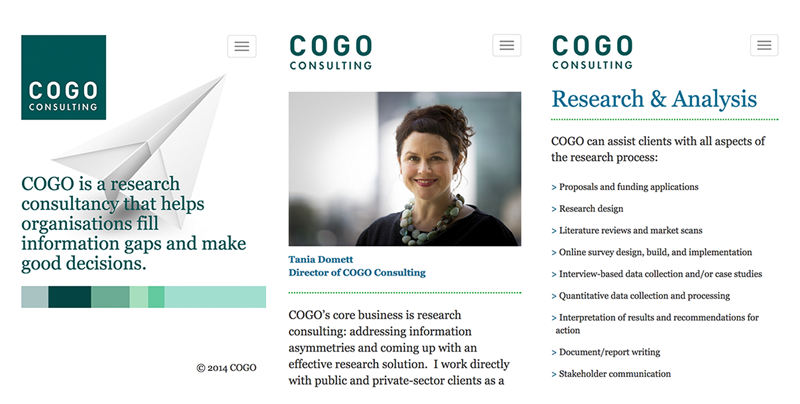 COGO
CONSULTING
COGO is a research
consultancy that helps
organisations fill
information gaps and make
good decisions.
© 2014 COGO
COGO
CONSULTING
Tania Domett
Director of COGO Consulting
COGO's core business is research
consulting: addressing information
asymmetries and coming up with an
effective research solution.  I work directly
with public and private-sector clients as a
COGO
CONSULTING
Research & Analysis
COGO can assist clients with all aspects of
the research process:
> Proposals and funding applications
> Research design
> Literature reviews and market scans
> Online survey design, build, and implementation
> Interview-based data collection and/or case studies
> Quantitative data collection and processing
> Interpretation of results and recommendations for
action
> Document/report writing
> Stakeholder communication